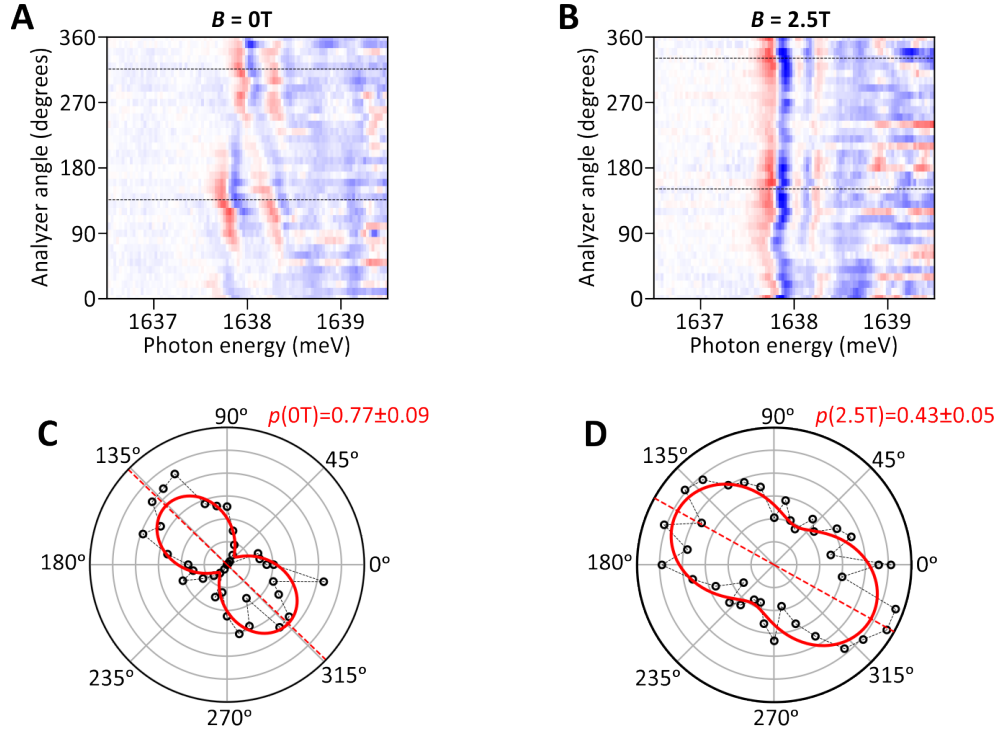 A
B = 0T
Analyzer angle (degrees)
360
270
180
90
0
1637
1638
1639
Photon energy (meV)
B
B = 2.5T
Analyzer angle (degrees)
360
270
180
90
0
1637
1638
1639
Photon energy (meV)
C
p(0T)=0.77±0.09
90º
135º
45º
180º
0º
235º
315º
270º
D
p(2.5T)=0.43±0.05
90º
135º
45º
180º
0º
235º
315º
270º